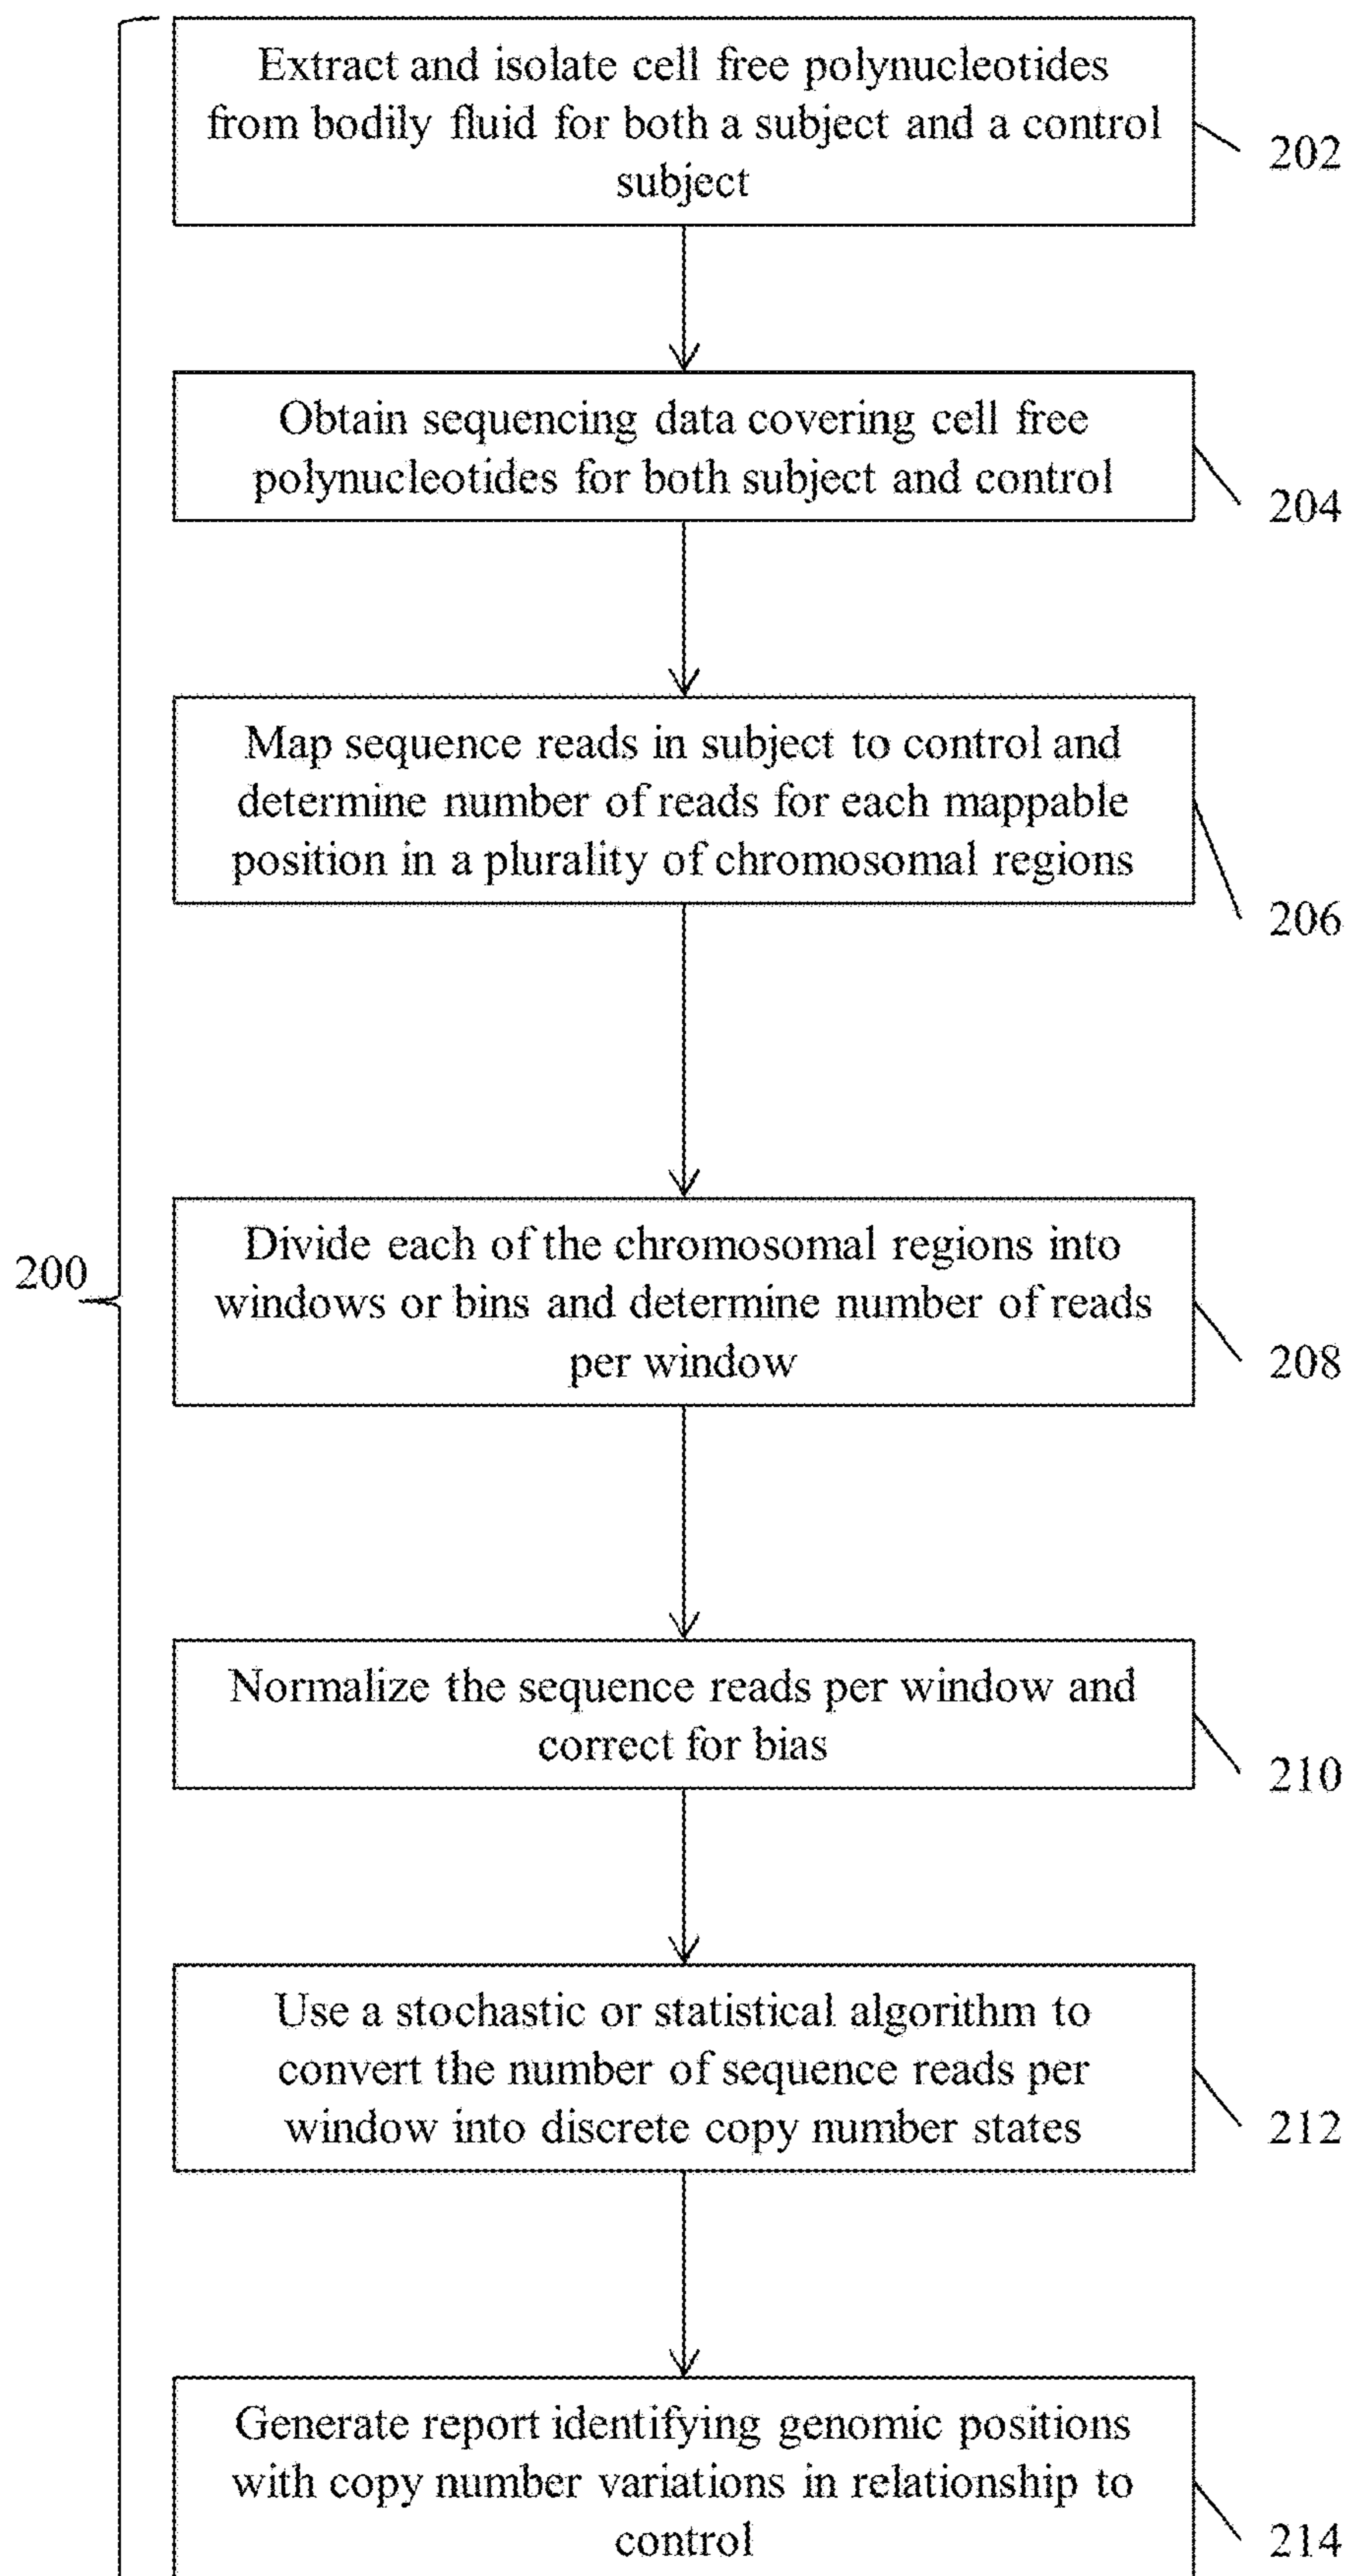 Extract and isolate cell free polynucleotides
from bodily fluid for both a subject and a control
subject
202
Obtain sequencing data covering cell free
polynucleotides for both subject and control
204
Map sequence reads in subject to control and
determine number of reads for each mappable
position in a plurality of chromosomal regions
206
200
Divide each of the chromosomal regions into
windows or bins and determine number of reads
per window
208
Normalize the sequence reads per window and
correct for bias
210
Use a stochastic or statistical algorithm to
convert the number of sequence reads per
window into discrete copy number states
212
Generate report identifying genomic positions
with copy number variations in relationship to
control
214